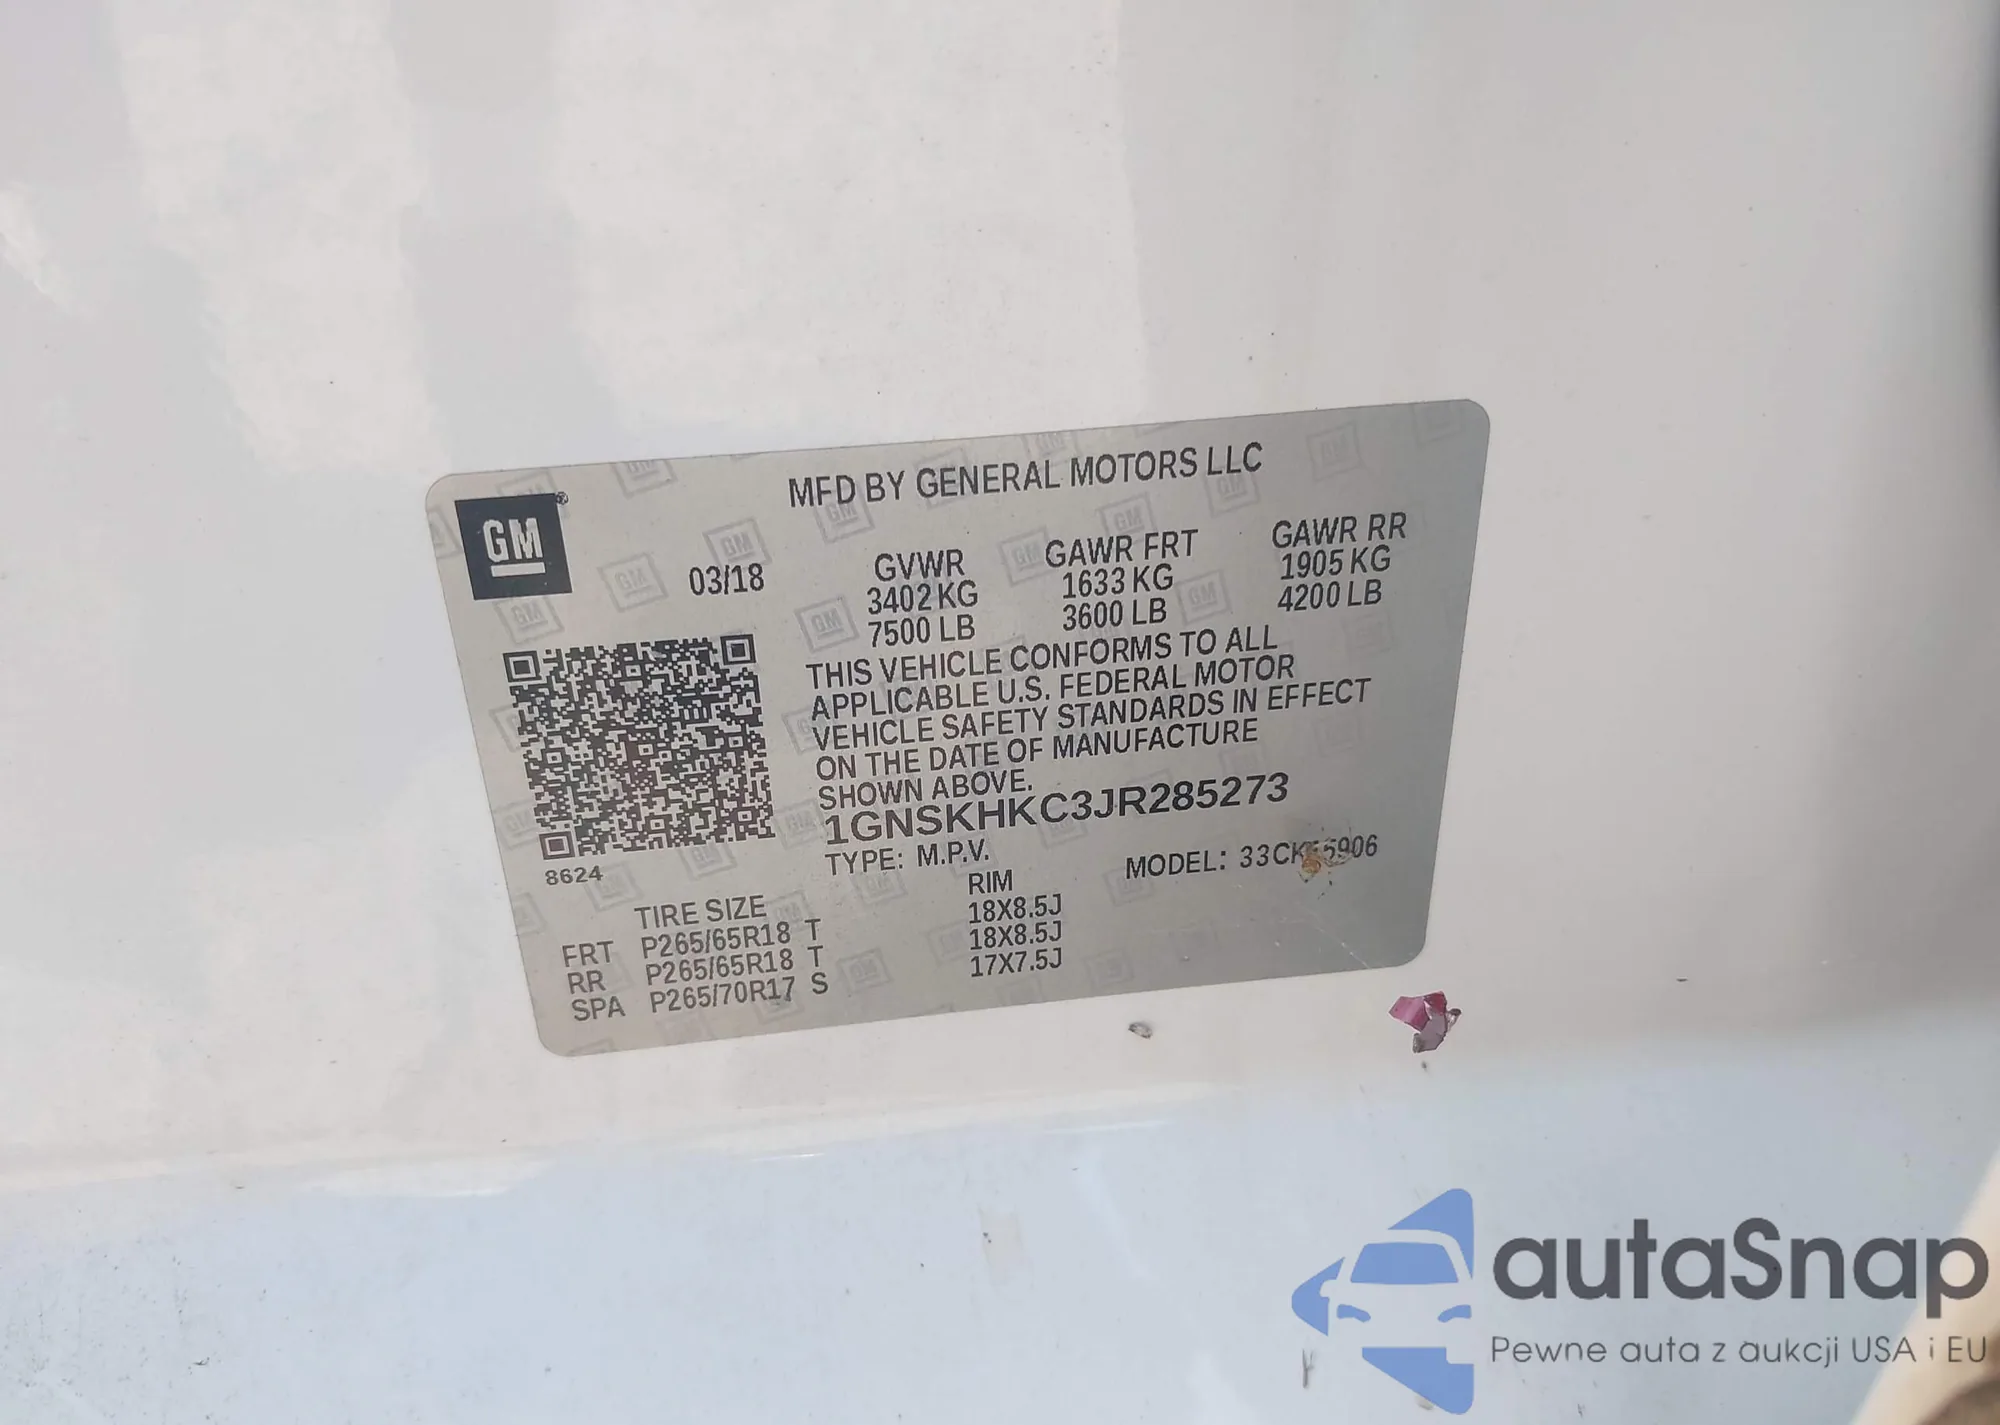 MFD BY GENERAL MOTORS LLC
GM ®
03/18
GVWR GAWR FRT GAWR RR
3402 KG 1633 KG 1905 KG
7500 LB 3600 LB 4200 LB
THIS VEHICLE CONFORMS TO ALL
APPLICABLE U.S. FEDERAL MOTOR
VEHICLE SAFETY STANDARDS IN EFFECT
ON THE DATE OF MANUFACTURE
SHOWN ABOVE.
1GNSKHKC3JR285273
8624
TYPE: M.P.V. MODEL:
TIRE SIZE RIM
FRT P265/65R18 T 18X8.5J
RR P265/65R18 T 18X8.5J
SPA P265/70R17 S 17X7.5J
autaSnap
Pewne auta z aukcji USA i EU